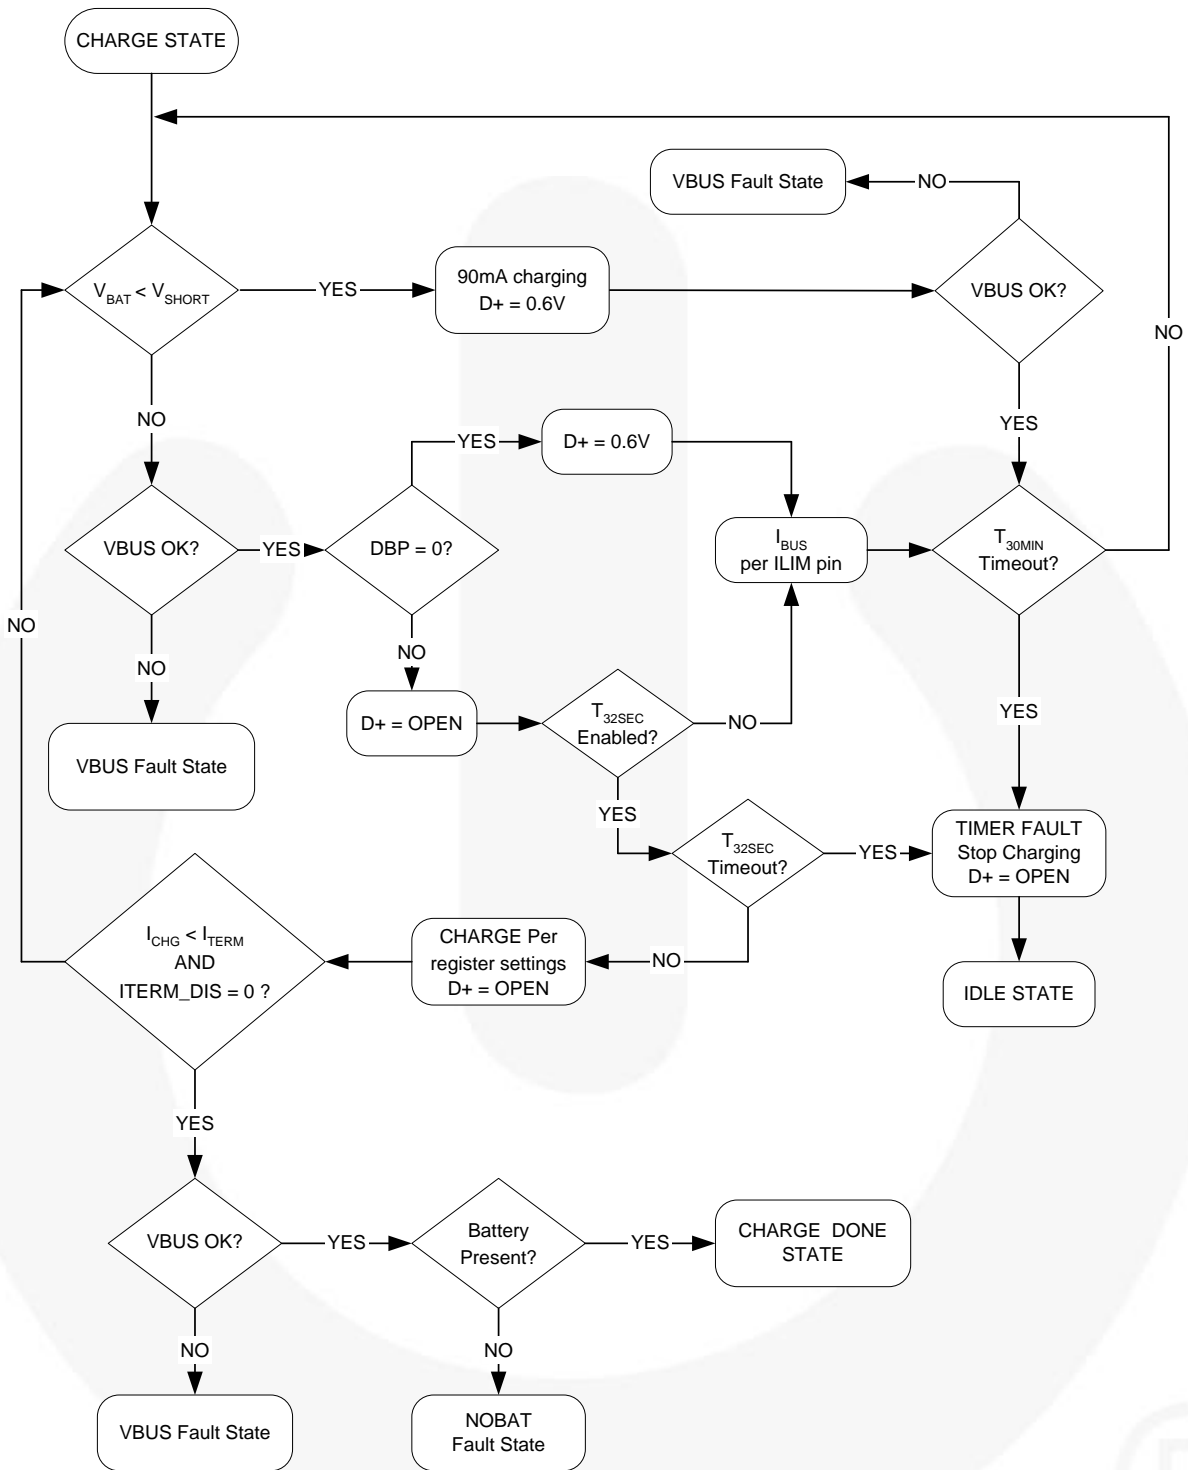 CHARGE STATE
VBUS Fault State
NO
V_BAT < V_SHORT
YES
90mA charging
D+ = 0.6V
VBUS OK?
NO
NO
YES
YES
D+ = 0.6V
VBUS OK?
YES
DBP = 0?
I_BUS
per ILIM pin
T_30MIN
Timeout?
NO
NO
NO
D+ = OPEN
T_32SEC
Enabled?
NO
YES
VBUS Fault State
YES
T_32SEC
Timeout?
YES
TIMER FAULT
Stop Charging
D+ = OPEN
I_CHG < I_TERM
AND
ITERM_DIS = 0 ?
CHARGE Per
register settings
D+ = OPEN
NO
IDLE STATE
YES
VBUS OK?
YES
Battery
Present?
YES
CHARGE DONE
STATE
NO
NO
VBUS Fault State
NOBAT
Fault State